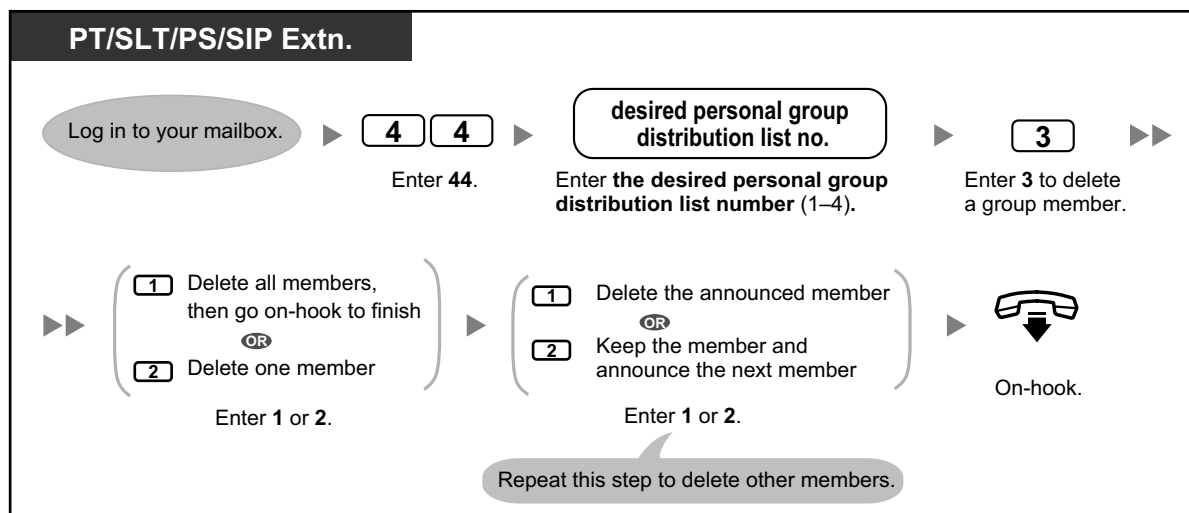 PT/SLT/PS/SIP Extn.
Log in to your mailbox.
4 4
Enter 44.
desired personal group
distribution list no.
Enter the desired personal group
distribution list number (1–4).
3
Enter 3 to delete
a group member.
1 Delete all members,
then go on-hook to finish
OR
2 Delete one member
Enter 1 or 2.
1 Delete the announced member
OR
2 Keep the member and
announce the next member
Enter 1 or 2.
Repeat this step to delete other members.
On-hook.